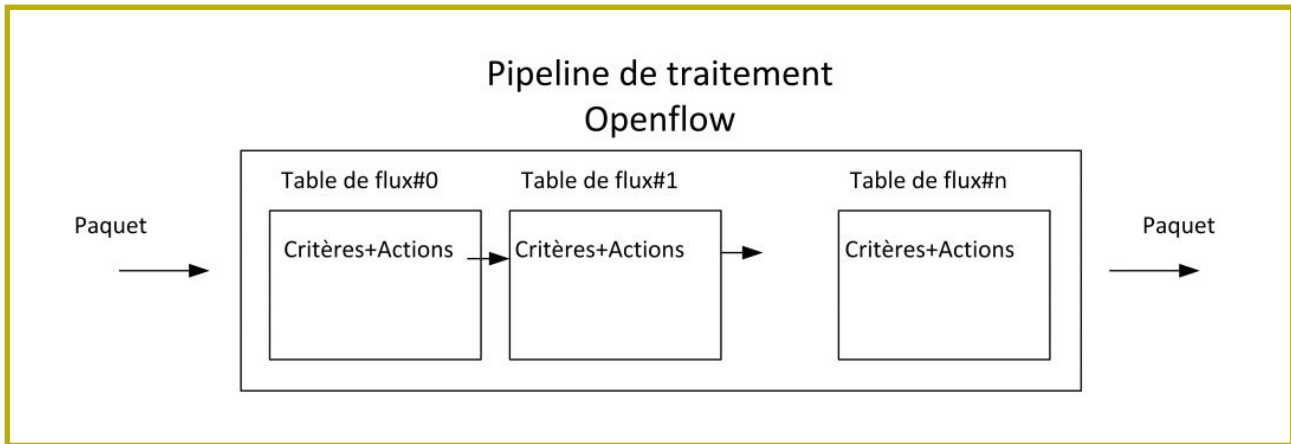 Pipeline de traitement
Openflow
Table de flux#0
Table de flux#1
Table de flux#n
Paquet
Critères+Actions
Critères+Actions
Critères+Actions
Paquet